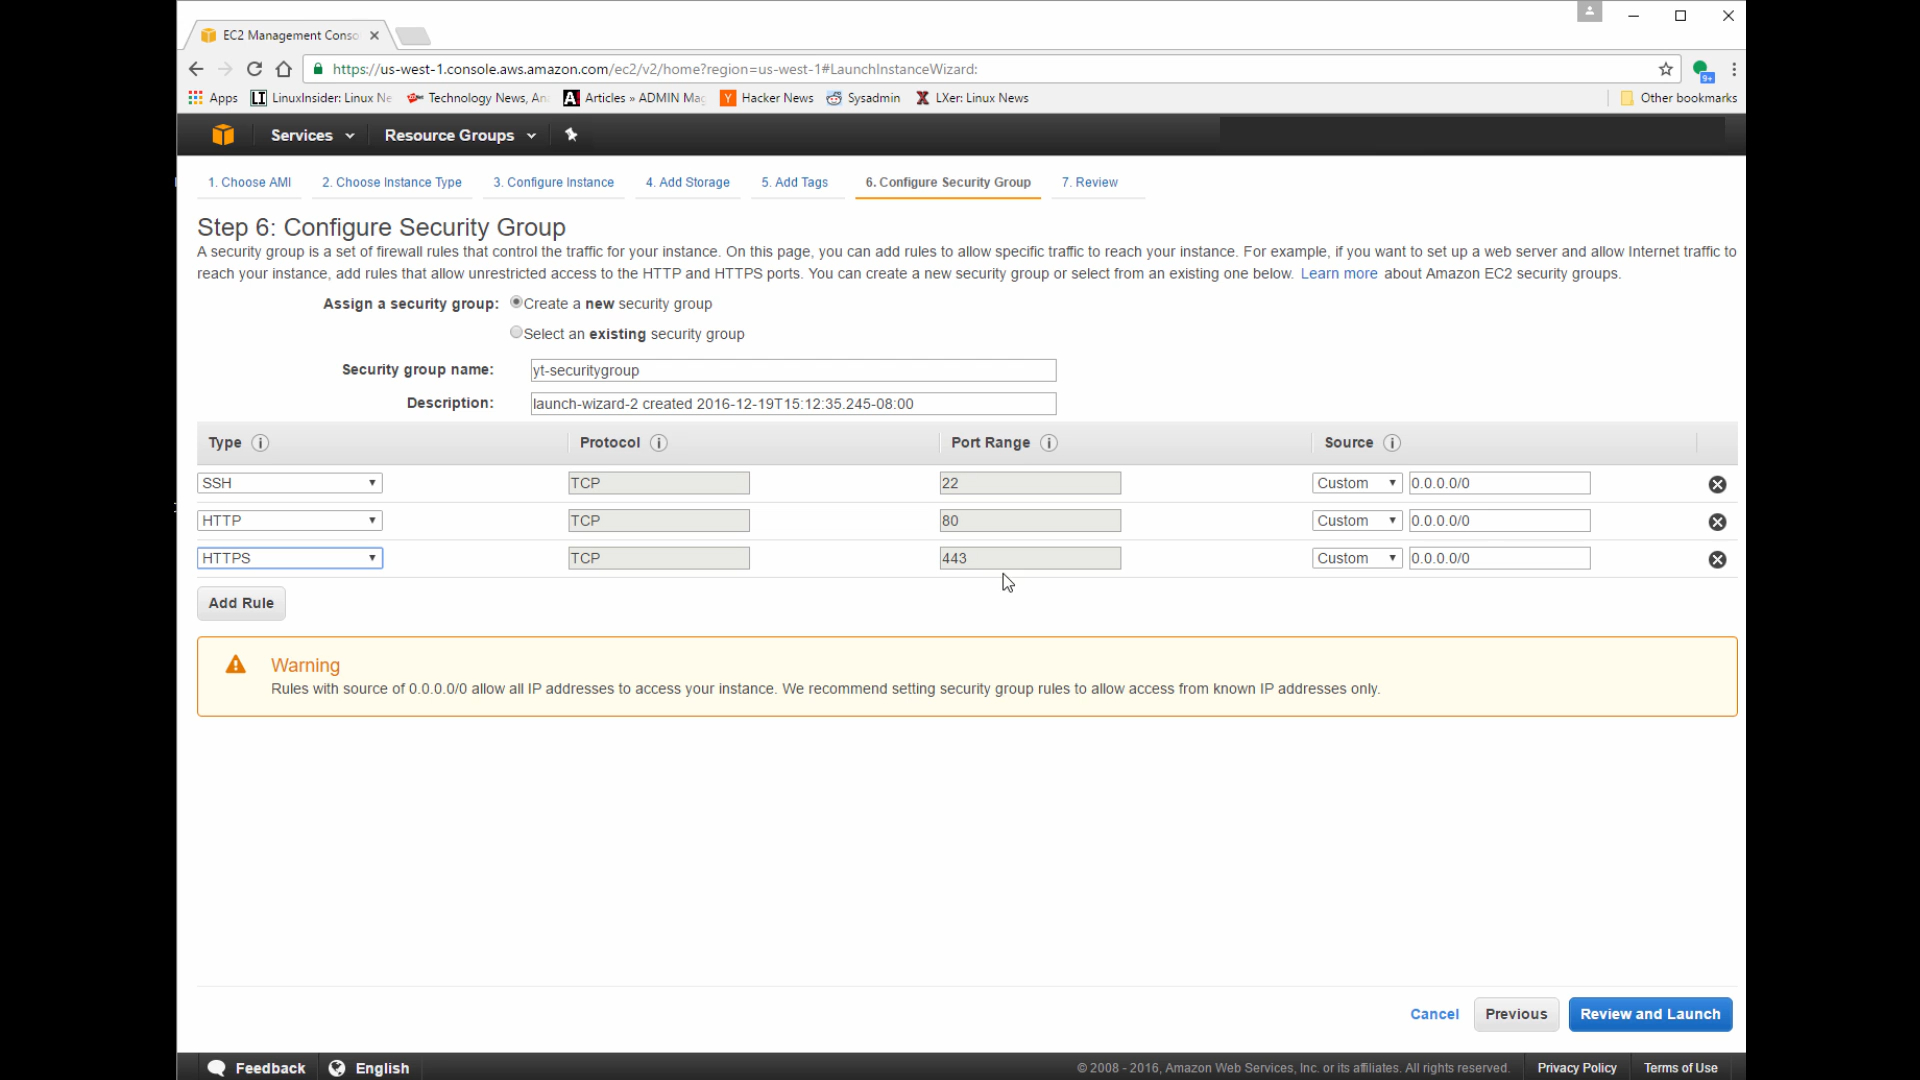 EC2 Management Conso
https://us-west-1.console.aws.amazon.com/ec2/v2/home?region=us-west-1#LaunchInstanceWizard:
9+
Apps LI LinuxInsider: Linux Ne Technology News, An A Articles » ADMIN Mag Y Hacker News Sysadmin X LXer: Linux News Other bookmarks
Services Resource Groups
1. Choose AMI 2. Choose Instance Type 3. Configure Instance 4. Add Storage 5. Add Tags 6. Configure Security Group 7. Review
Step 6: Configure Security Group
A security group is a set of firewall rules that control the traffic for your instance. On this page, you can add rules to allow specific traffic to reach your instance. For example, if you want to set up a web server and allow Internet traffic to
reach your instance, add rules that allow unrestricted access to the HTTP and HTTPS ports. You can create a new security group or select from an existing one below. Learn more about Amazon EC2 security groups.
Assign a security group: Create a new security group
Select an existing security group
Security group name: yt-securitygroup
Description: launch-wizard-2 created 2016-12-19T15:12:35.245-08:00
Type i Protocol i Port Range i Source i
SSH TCP 22 Custom 0.0.0.0/0
HTTP TCP 80 Custom 0.0.0.0/0
HTTPS TCP 443 Custom 0.0.0.0/0
Add Rule
Warning
Rules with source of 0.0.0.0/0 allow all IP addresses to access your instance. We recommend setting security group rules to allow access from known IP addresses only.
Cancel Previous Review and Launch
Feedback English © 2008 - 2016, Amazon Web Services, Inc. or its affiliates. All rights reserved. Privacy Policy Terms of Use